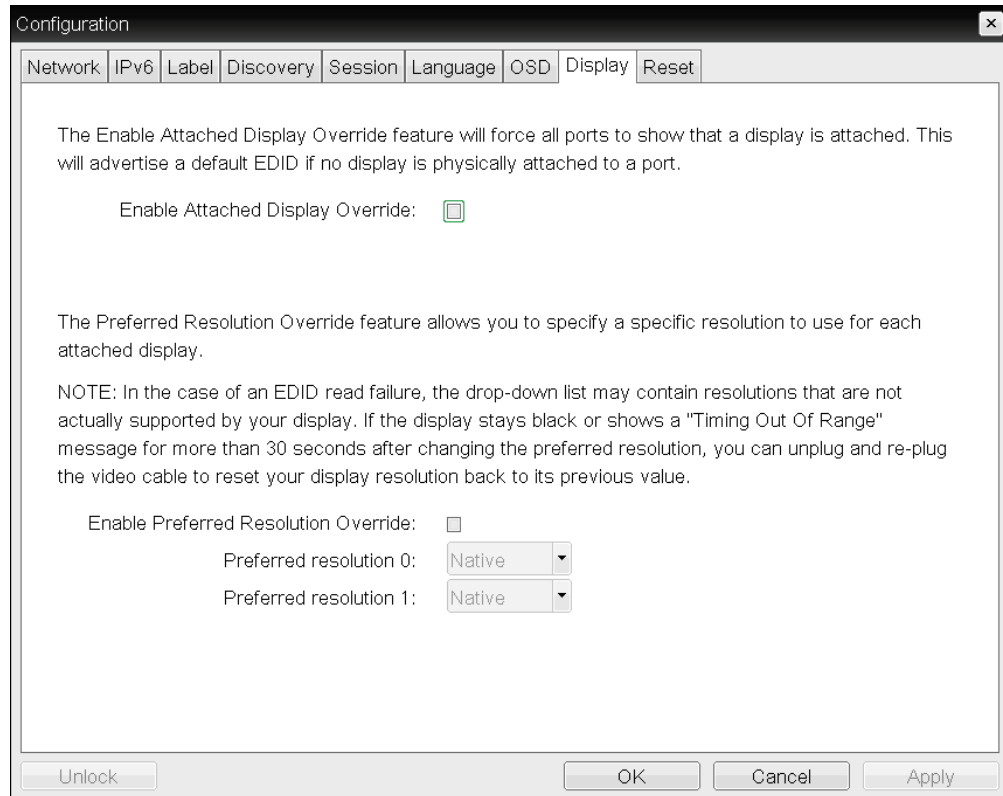 Configuration
Network IPv6 Label Discovery Session Language OSD Display Reset
The Enable Attached Display Override feature will force all ports to show that a display is attached. This
will advertise a default EDID if no display is physically attached to a port.
Enable Attached Display Override:
The Preferred Resolution Override feature allows you to specify a specific resolution to use for each
attached display.
NOTE: In the case of an EDID read failure, the drop-down list may contain resolutions that are not
actually supported by your display. If the display stays black or shows a "Timing Out Of Range"
message for more than 30 seconds after changing the preferred resolution, you can unplug and re-plug
the video cable to reset your display resolution back to its previous value.
Enable Preferred Resolution Override:
Preferred resolution 0: Native
Preferred resolution 1: Native
Unlock OK Cancel Apply